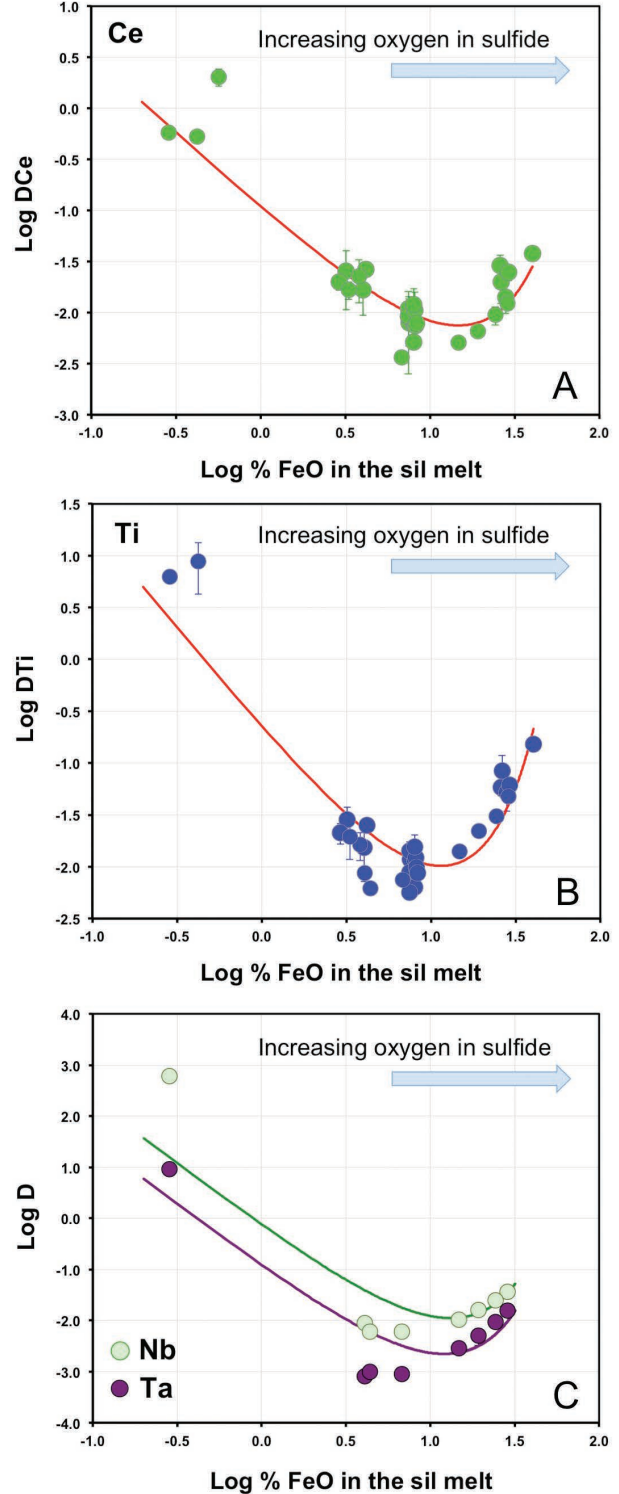 1.0
Ce
Increasing oxygen in sulfide
0.5
0.0
-0.5
-1.0
-1.5
-2.0
-2.5
-3.0
Log DCe
A
-1.0 -0.5 0.0 0.5 1.0 1.5 2.0
Log % FeO in the sil melt
1.5
Ti
Increasing oxygen in sulfide
1.0
0.5
0.0
-0.5
-1.0
-1.5
-2.0
-2.5
Log DTi
B
-1.0 -0.5 0.0 0.5 1.0 1.5 2.0
Log % FeO in the sil melt
4.0
Increasing oxygen in sulfide
3.0
2.0
1.0
0.0
-1.0
-2.0
-3.0
-4.0
Log D
Nb
Ta
C
-1.0 -0.5 0.0 0.5 1.0 1.5 2.0
Log % FeO in the sil melt